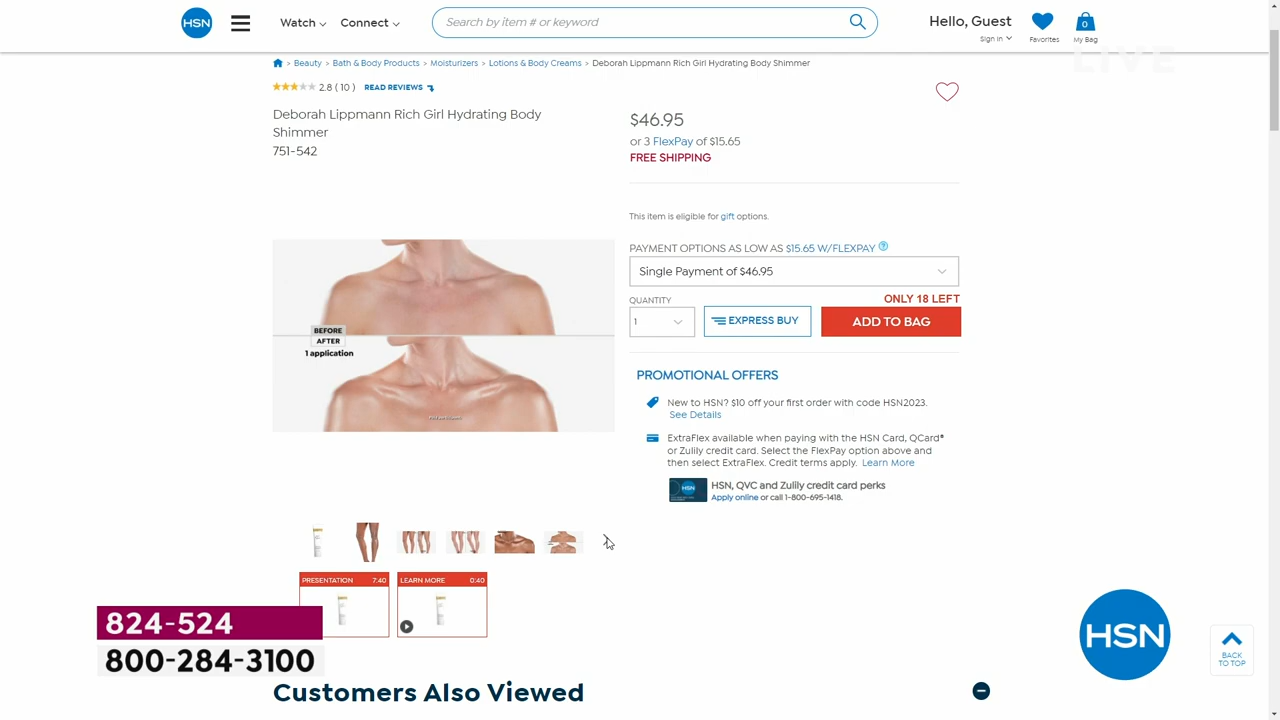 HSN
Watch
Connect
Search by item # or keyword
Hello, Guest
Sign In
Favorites
0
My Bag
LIVE
> Beauty > Bath & Body Products > Moisturizers > Lotions & Body Creams > Deborah Lippmann Rich Girl Hydrating Body Shimmer
2.8 ( 10 ) READ REVIEWS
Deborah Lippmann Rich Girl Hydrating Body
Shimmer
751-542
$46.95
or 3 FlexPay of $15.65
FREE SHIPPING
This item is eligible for gift options.
PAYMENT OPTIONS AS LOW AS $15.65 W/FLEXPAY ?
Single Payment of $46.95
ONLY 18 LEFT
QUANTITY
1
EXPRESS BUY
ADD TO BAG
BEFORE
AFTER
1 application
PROMOTIONAL OFFERS
New to HSN? $10 off your first order with code HSN2023.
See Details
ExtraFlex available when paying with the HSN Card, QCard®
or Zulily credit card. Select the FlexPay option above and
then select ExtraFlex. Credit terms apply. Learn More
HSN
HSN, QVC and Zulily credit card perks
Apply online or call 1-800-695-1418.
PRESENTATION 7:40
LEARN MORE 0:40
824-524
800-284-3100
HSN
BACK
TO TOP
Customers Also Viewed